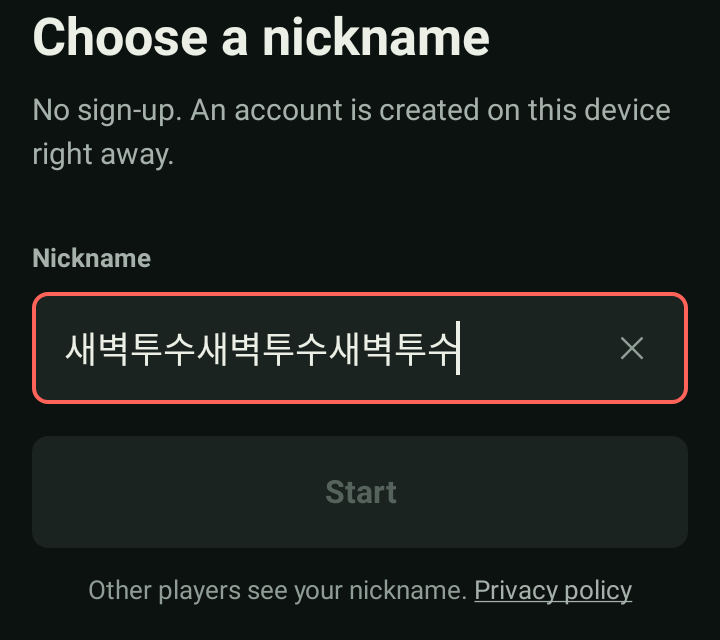 Choose a nickname
No sign-up. An account is created on this device
right away.
Nickname
새벽투수새벽투수새벽투수
Start
Other players see your nickname. Privacy policy